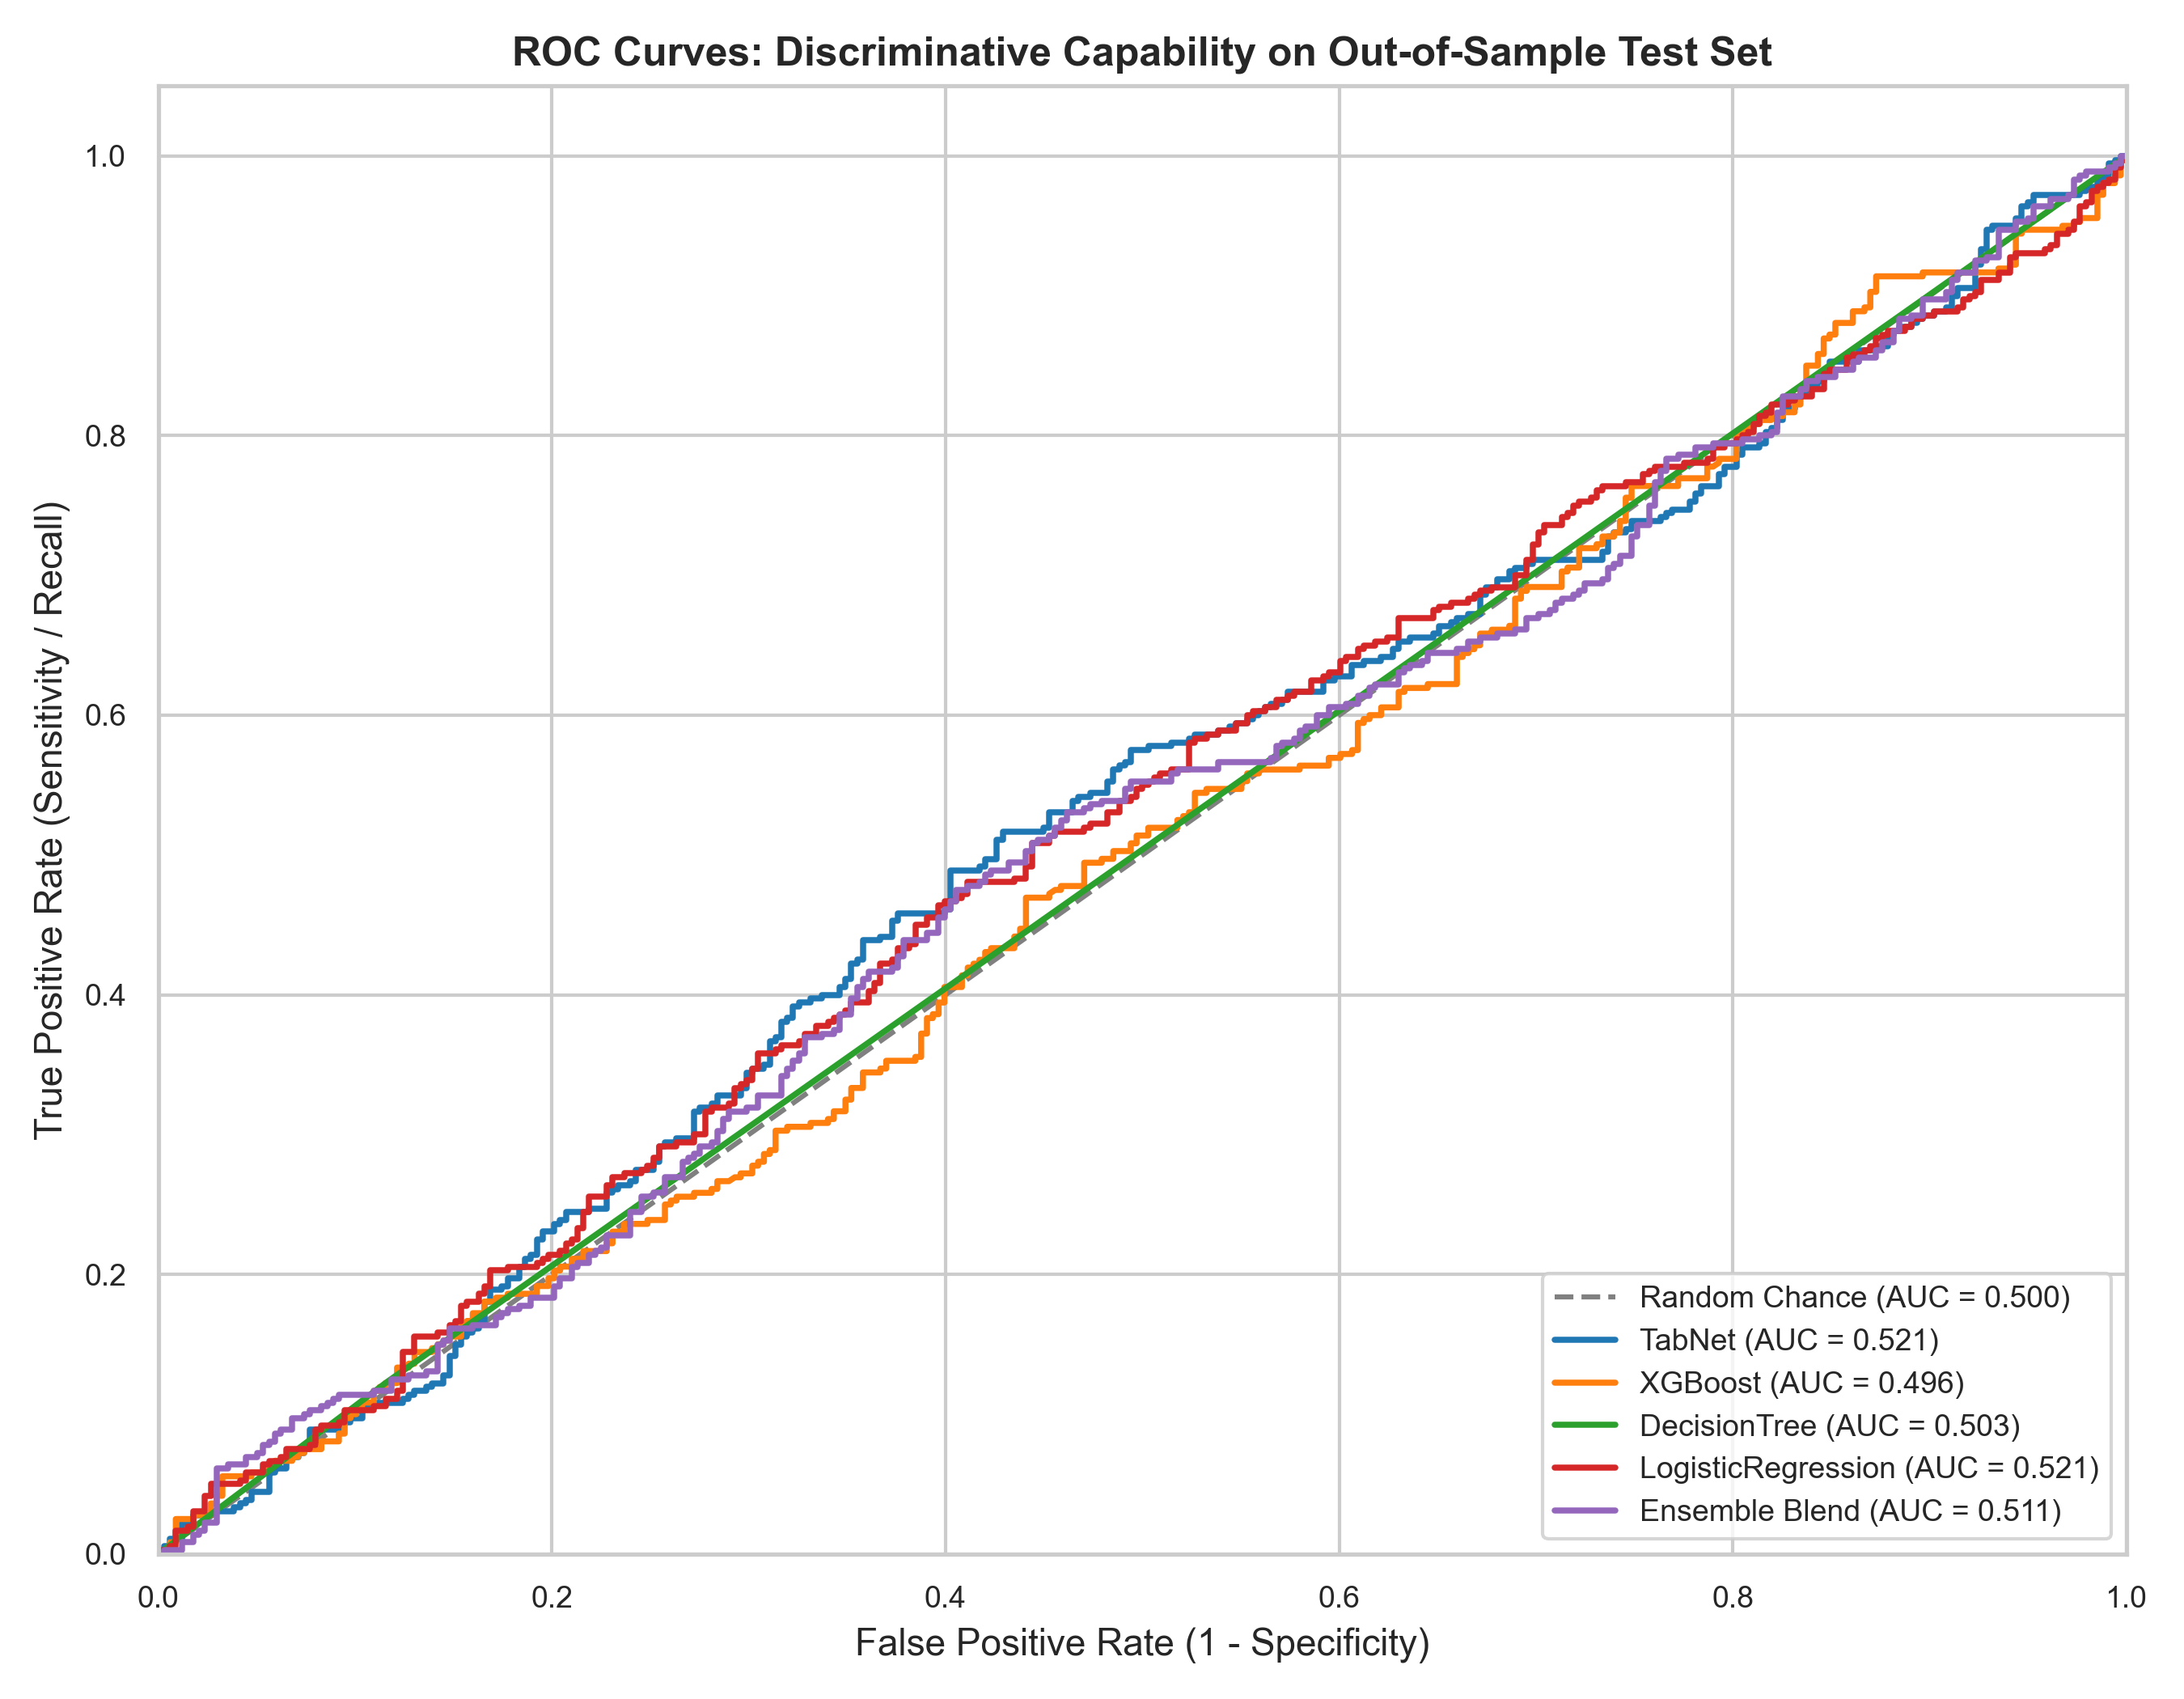 ROC Curves: Discriminative Capability on Out-of-Sample Test Set
True Positive Rate (Sensitivity / Recall)
1.0
0.8
0.6
0.4
0.2
0.0
Random Chance (AUC = 0.500)
TabNet (AUC = 0.521)
XGBoost (AUC = 0.496)
DecisionTree (AUC = 0.503)
LogisticRegression (AUC = 0.521)
Ensemble Blend (AUC = 0.511)
0.0 0.2 0.4 0.6 0.8 1.0
False Positive Rate (1 - Specificity)